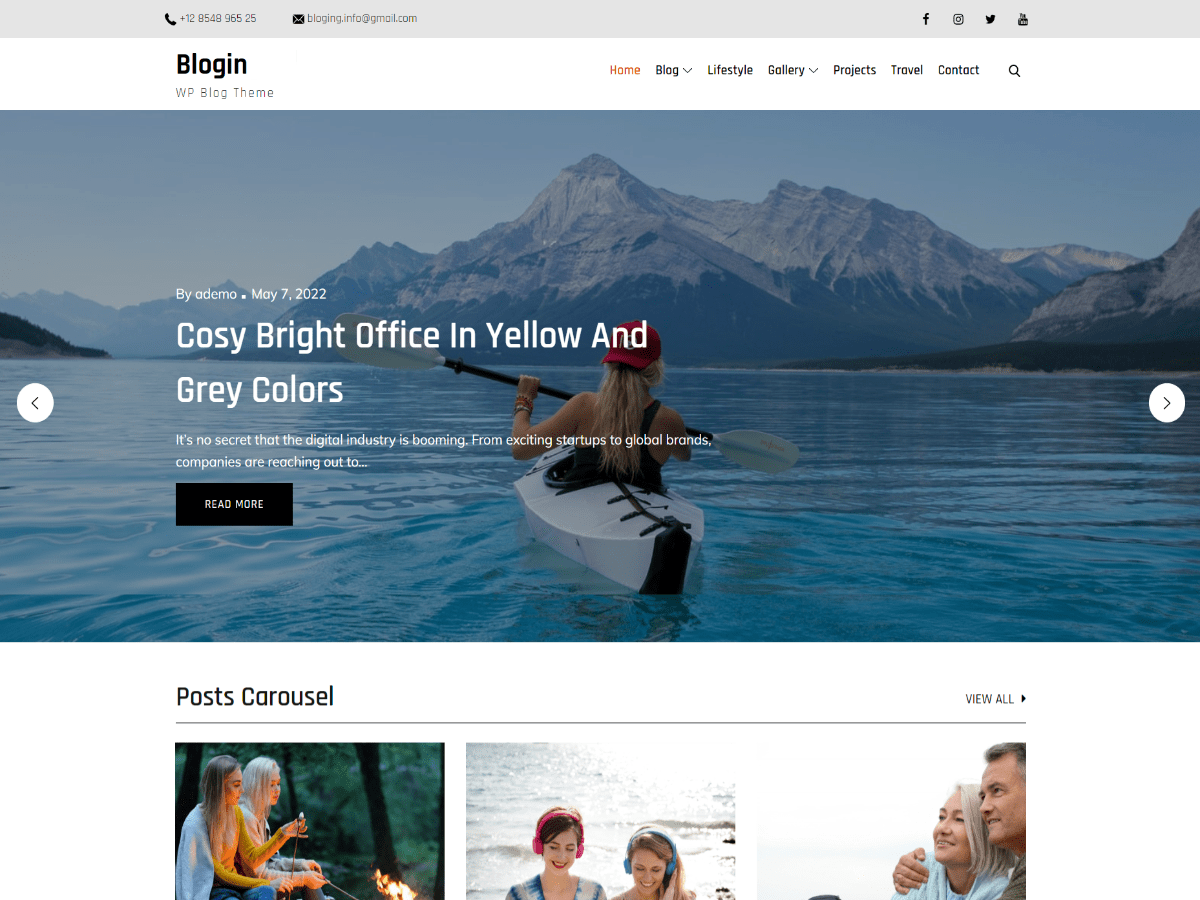 +12 8548 965 25
bloging.info@gmail.com
Blogin
WP Blog Theme
Home Blog Lifestyle Gallery Projects Travel Contact
By ademo May 7, 2022
Cosy Bright Office In Yellow And
Grey Colors
It's no secret that the digital industry is booming. From exciting startups to global brands,
companies are reaching out to...
READ MORE
Posts Carousel
VIEW ALL